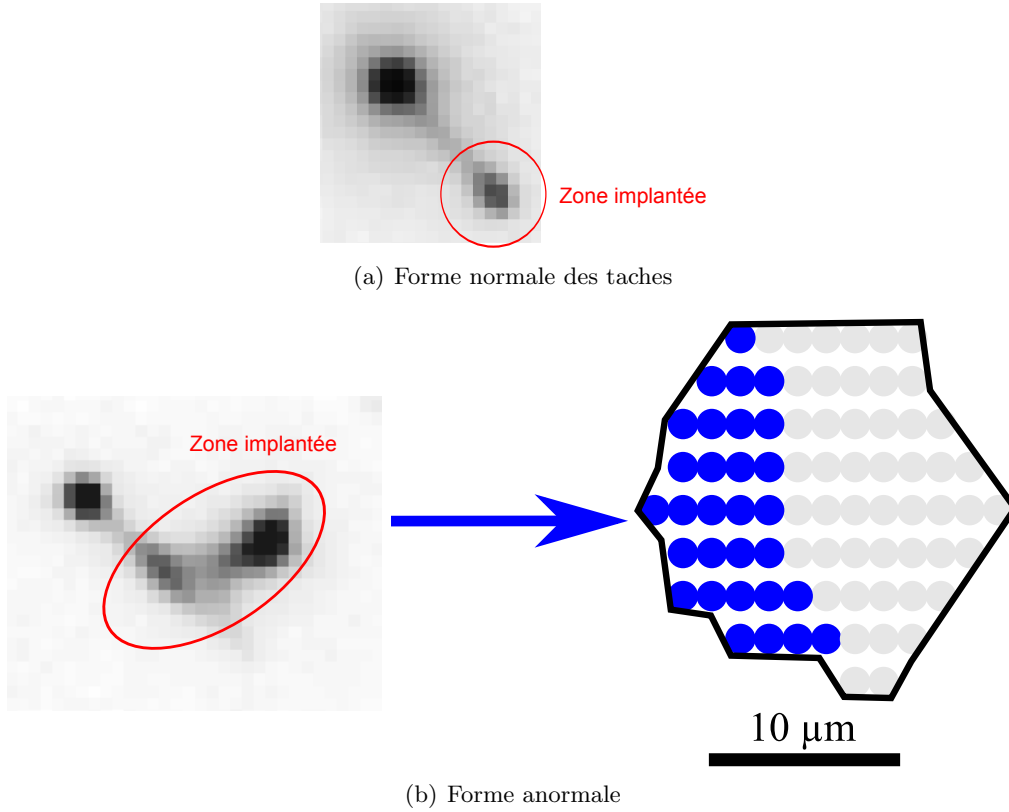 Zone implantée
(a) Forme normale des taches
Zone implantée
10 µm
(b) Forme anormale